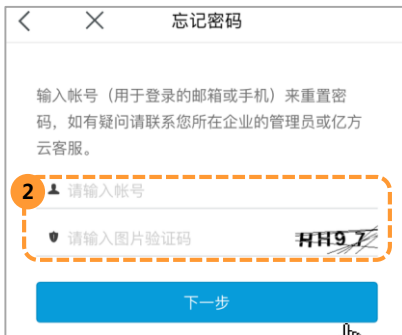 忘记密码
输入帐号（用于登录的邮箱或手机）来重置密
码，如有疑问请联系您所在企业的管理员或亿方
云客服。
2
请输入帐号
请输入图片验证码 HH97
下一步